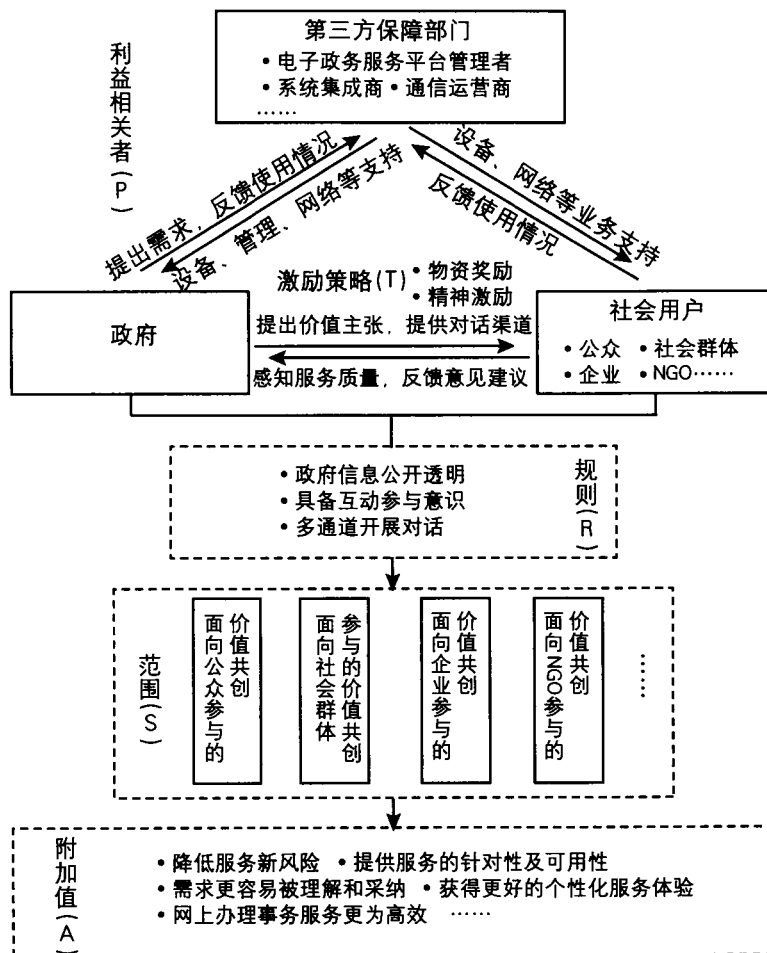 第三方保障部门
• 电子政务服务平台管理者
• 系统集成商 • 通信运营商
……
利益相关者(P)
提出需求，反馈使用情况
设备、管理、网络等支持
设备、网络等业务支持
反馈使用情况
激励策略(T)
• 物资奖励
• 精神激励
政府
提出价值主张，提供对话渠道
感知服务质量，反馈意见建议
社会用户
• 公众 • 社会群体
• 企业 • NGO……
• 政府信息公开透明
• 具备互动参与意识
• 多通道开展对话
规则(R)
范围(S)
面向公众参与的
价值共创
面向社会群体
参与的价值共创
面向企业参与的
价值共创
面向NGO参与的
价值共创
……
附加值(A)
• 降低服务新风险 • 提供服务的针对性及可用性
• 需求更容易被理解和采纳 • 获得更好的个性化服务体验
• 网上办理事务服务更为高效 ……